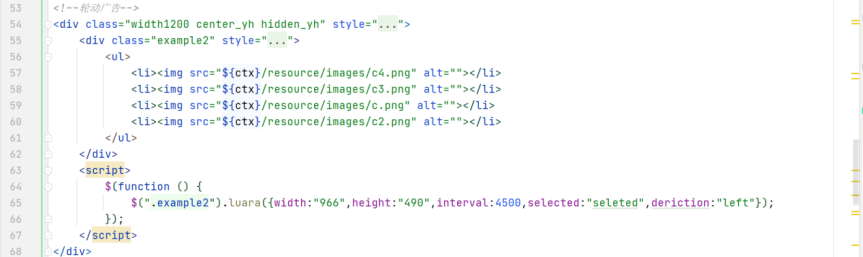 53 <!--轮动广告-->
54 <div class="width1200 center_yh hidden_yh" style="...">
55 <div class="example2" style="...">
56 <ul>
57 <li><img src="${ctx}/resource/images/c4.png" alt=""></li>
58 <li><img src="${ctx}/resource/images/c3.png" alt=""></li>
59 <li><img src="${ctx}/resource/images/c.png" alt=""></li>
60 <li><img src="${ctx}/resource/images/c2.png" alt=""></li>
61 </ul>
62 </div>
63 <script>
64 $(function () {
65 $(".example2").luara({width:"966",height:"490",interval:4500,selected:"seleted",deriction:"left"});
66 });
67 </script>
68 </div>